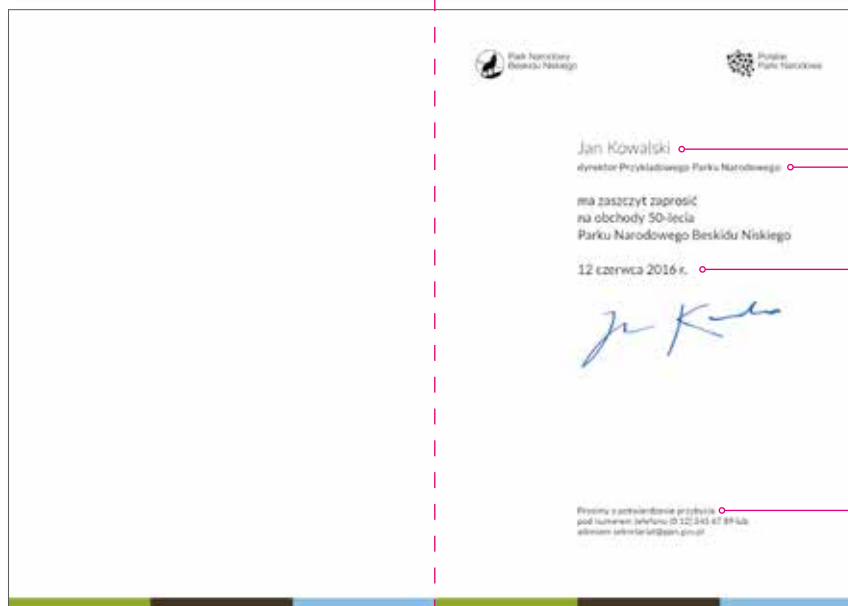 Park Narodowy
Beskidu Niskiego
Polskie
Parki Narodowe
Jan Kowalski
dyrektor Przykładowego Parku Narodowego
ma zaszczyt zaprosić
na obchody 50-lecia
Parku Narodowego Beskidu Niskiego
12 czerwca 2016 r.
Prosimy o potwierdzenie przybycia
pod numerem telefonu (0 12) 345 67 89 lub
adresem sekretariat@ppn.gov.pl